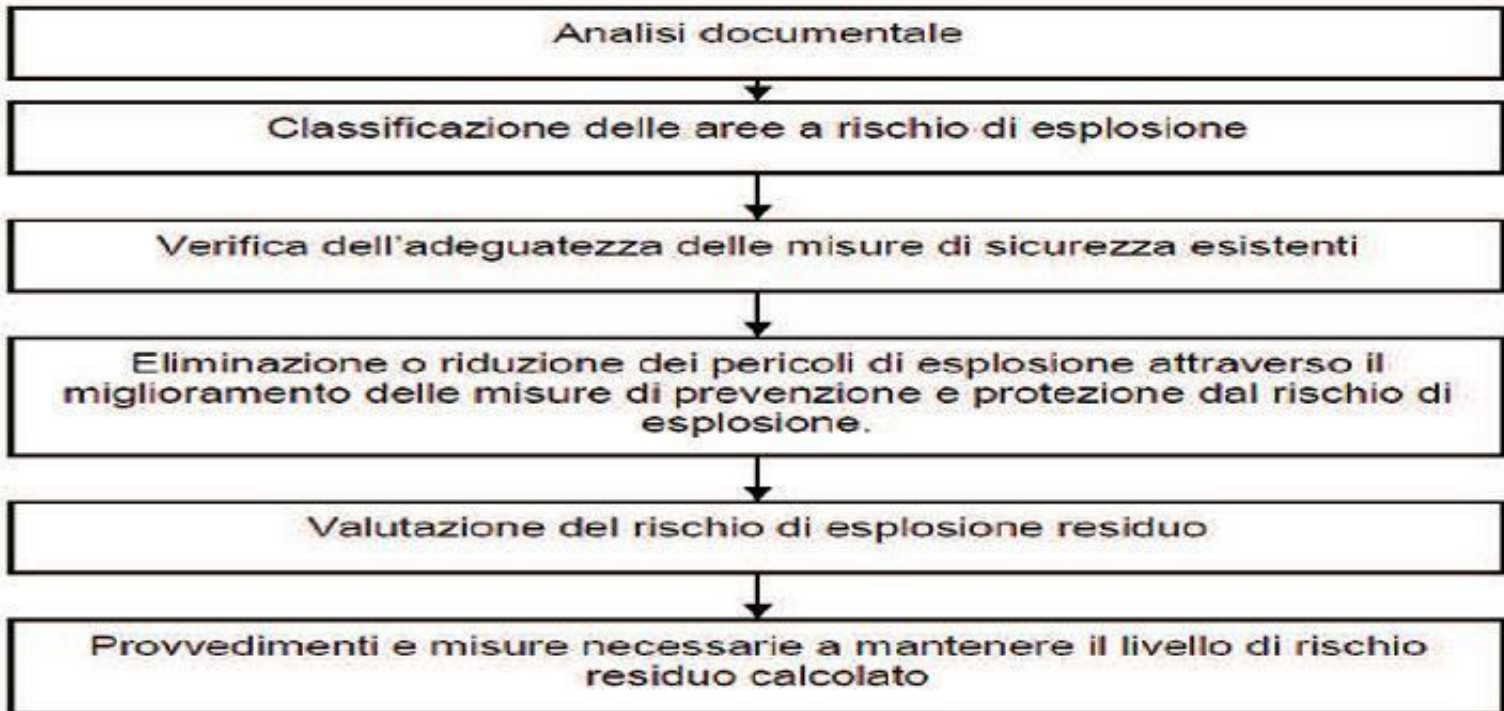 Analisi documentale
Classificazione delle aree a rischio di esplosione
Verifica dell'adeguatezza delle misure di sicurezza esistenti
Eliminazione o riduzione dei pericoli di esplosione attraverso il
miglioramento delle misure di prevenzione e protezione dal rischio di
esplosione.
Valutazione del rischio di esplosione residuo
Provvedimenti e misure necessarie a mantenere il livello di rischio
residuo calcolato